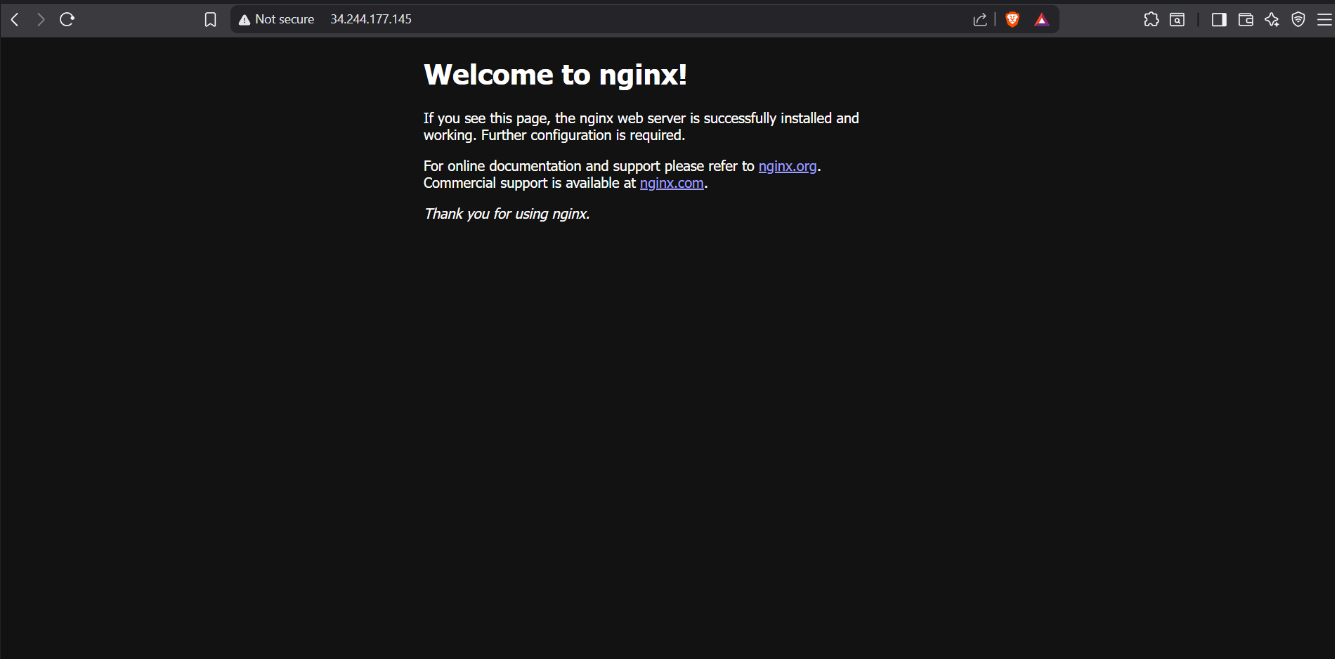 Not secure 34.244.177.145
Welcome to nginx!
If you see this page, the nginx web server is successfully installed and
working. Further configuration is required.
For online documentation and support please refer to nginx.org.
Commercial support is available at nginx.com.
Thank you for using nginx.